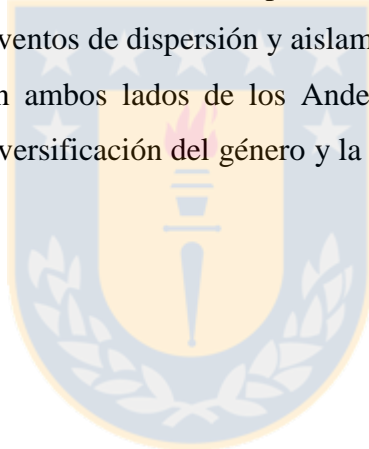 ventos de dispersión y aislam
n ambos lados de los Ande
versificación del género y la